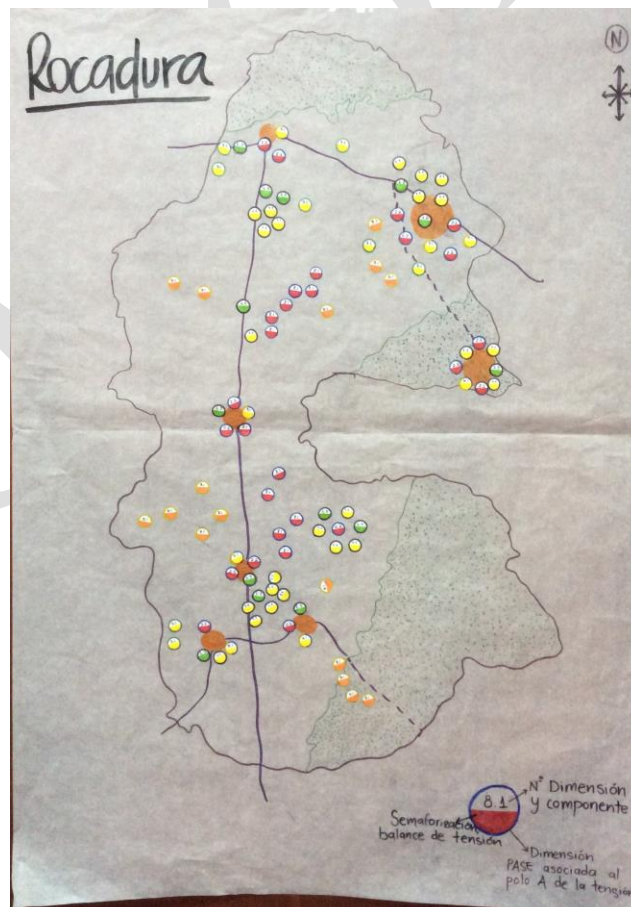 Rocadura
N
8.1
N° Dimensión
y componente
Semaforización
balance de tensión
Dimensión
PASE asociada al
polo A de la tensión